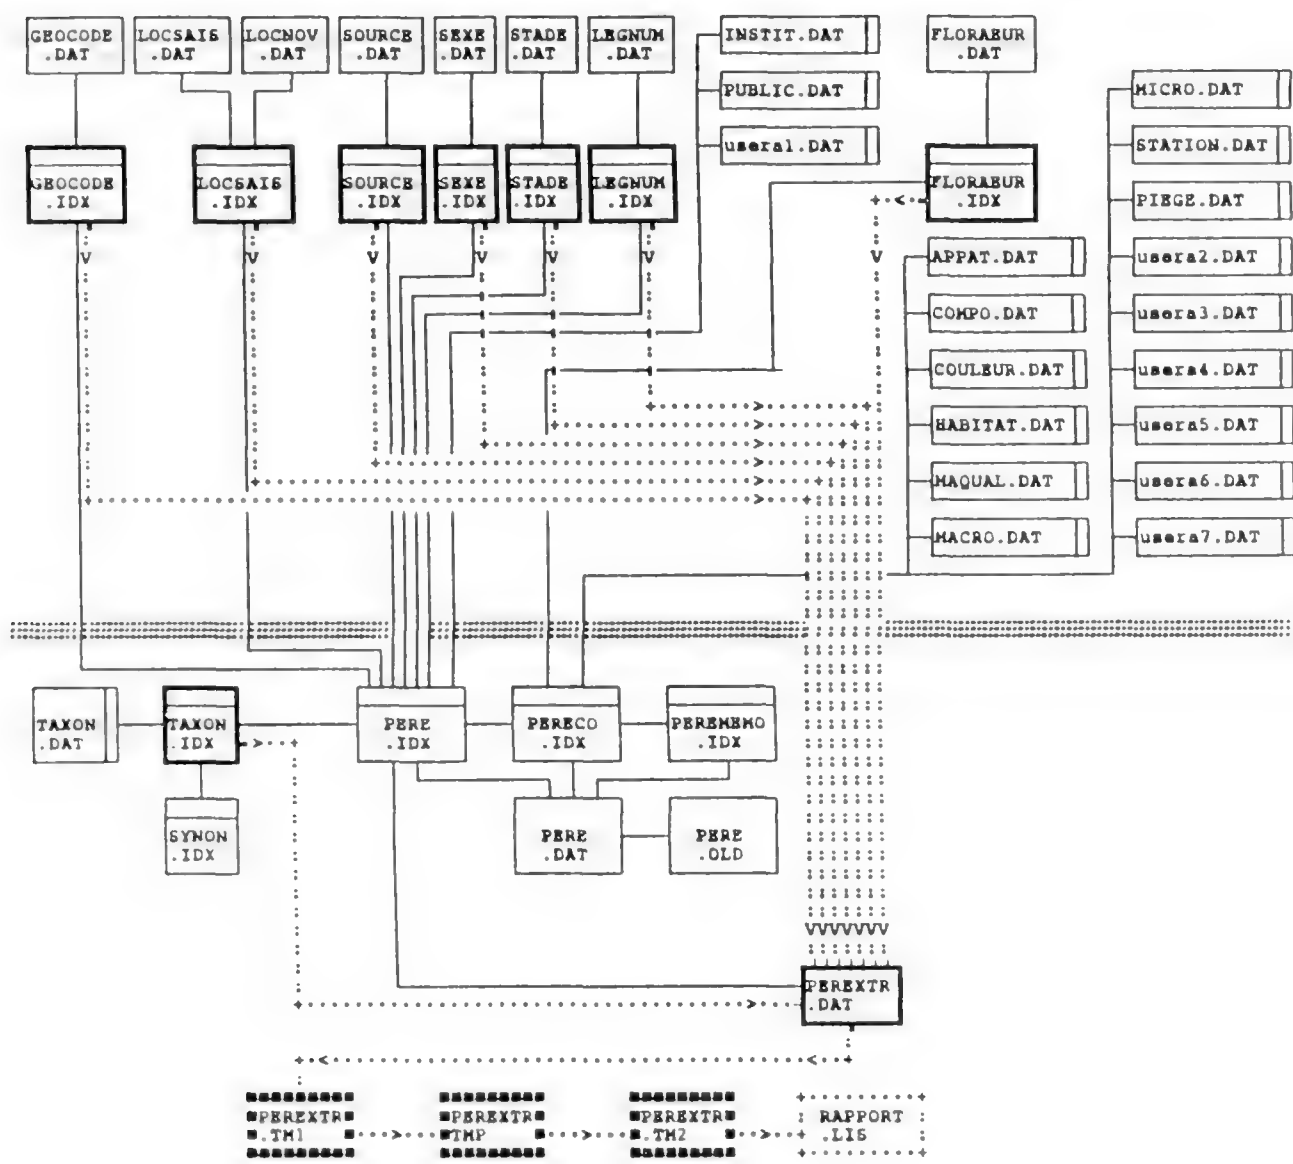 GEOCODE
.DAT
LOCSAIS
.DAT
LOCNOV
.DAT
SOURCE
.DAT
SEXE
.DAT
STADE
.DAT
LEGNUM
.DAT
INSTIT.DAT
PUBLIC.DAT
usera1.DAT
FLORAEUR
.DAT
MICRO.DAT
STATION.DAT
PIEGE.DAT
usera2.DAT
usera3.DAT
usera4.DAT
usera5.DAT
usera6.DAT
usera7.DAT
GEOCODE
.IDX
LOCSAIS
.IDX
SOURCE
.IDX
SEXE
.IDX
STADE
.IDX
LEGNUM
.IDX
FLORAEUR
.IDX
APPAT.DAT
COMPO.DAT
COULEUR.DAT
HABITAT.DAT
MAQUAL.DAT
MACRO.DAT
TAXON
.DAT
TAXON
.IDX
PERE
.IDX
PERECO
.IDX
PEREMEMO
.IDX
SYNON
.IDX
PERE
.DAT
PERE
.OLD
PEREXTR
.DAT
PEREXTR
.TM1
PEREXTR
TMP
PEREXTR
.TM2
RAPPORT
.LIS